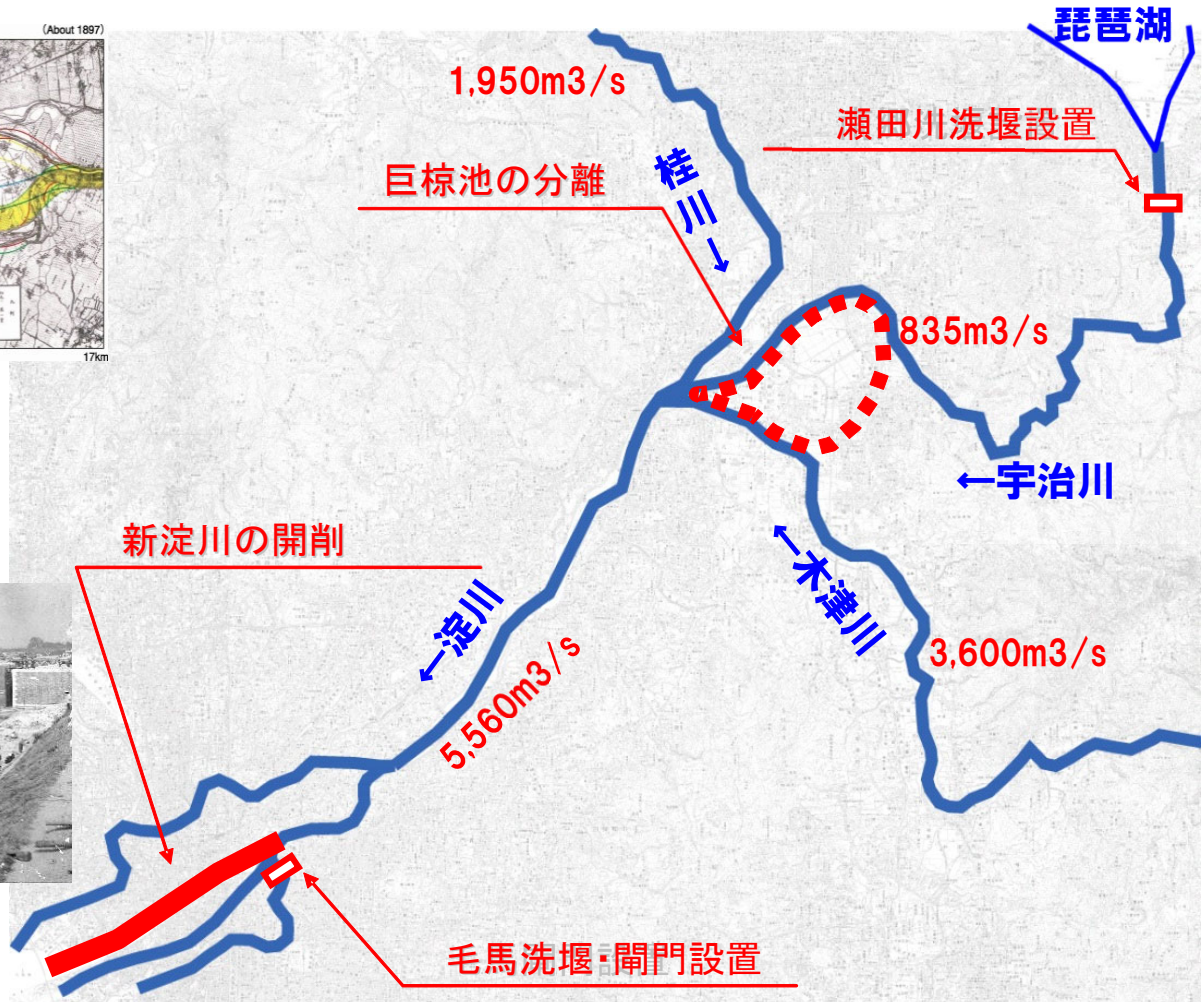 (About 1897)
琵琶湖
1,950m3/s
瀬田川洗堰設置
巨椋池の分離
桂川→
835m3/s
17km
←宇治川
新淀川の開削
←淀川
←木津川
3,600m3/s
5,560m3/s
毛馬洗堰・閘門設置